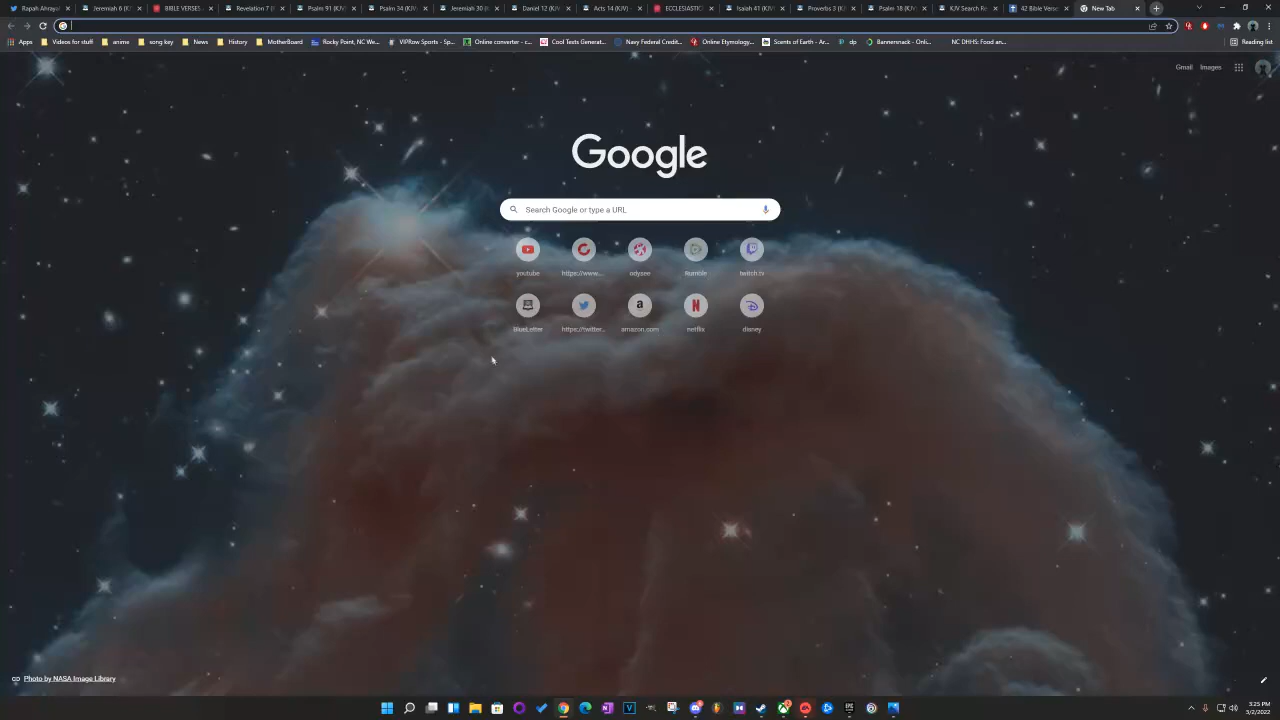 Rapah Ahraya
Jeremiah 6 (K
BIBLE VERSES
Revelation 7 (
Psalm 91 (KJV
Psalm 34 (KJV
Jeremiah 30 (
Daniel 12 (KJV
Acts 14 (KJV) -
ECCLESIASTIC
Isaiah 41 (KJV
Proverbs 3 (KJ
Psalm 18 (KJV
KJV Search Re
42 Bible Verse
New Tab
Apps
Videos for stuff
anime
song key
News
History
MotherBoard
Rocky Point, NC We...
VIPRow Sports - Sp...
Online converter - c...
Cool Texts Generat...
Navy Federal Credit...
Online Etymology...
Scents of Earth - Ar...
dp
Bannersnack - Onli...
NC DHHS: Food an...
Reading list
Gmail
Images
Google
Search Google or type a URL
youtube
https://www....
odysee
Rumble
twitch.tv
BlueLetter
https://twitter...
amazon.com
netflix
disney
Photo by NASA Image Library
3:25 PM
5/2/2022